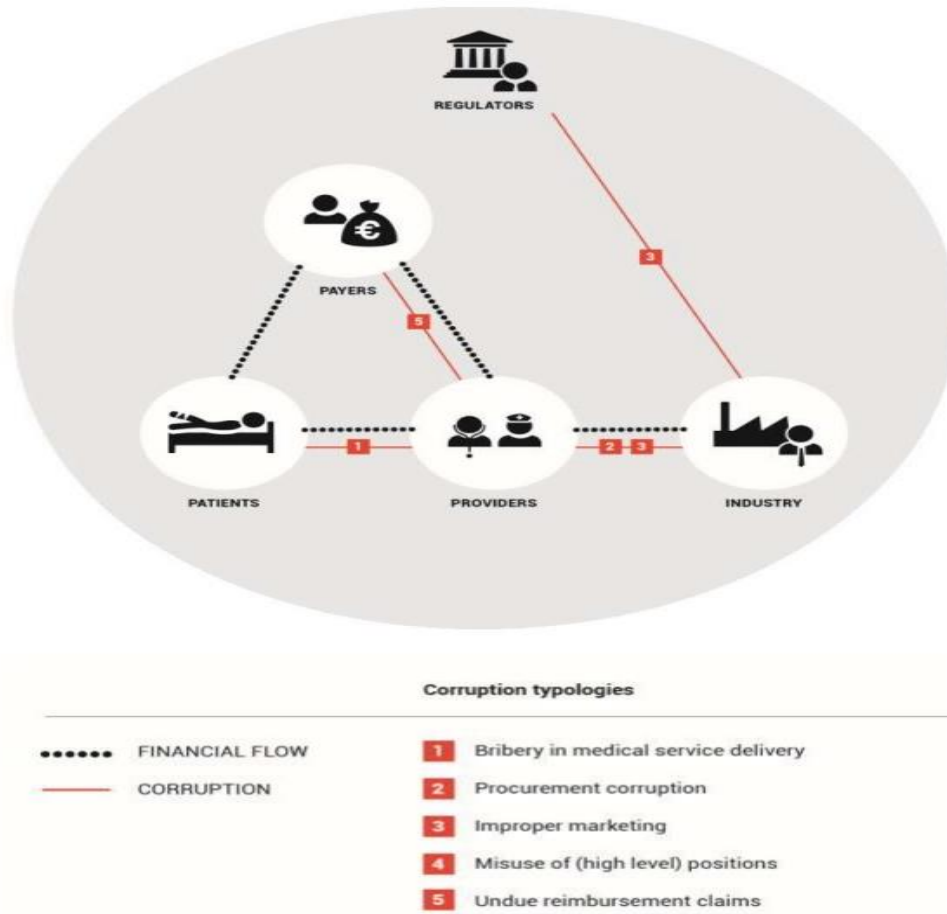 REGULATORS
3
€
PAYERS
5
1
2 3
PATIENTS PROVIDERS INDUSTRY
Corruption typologies
FINANCIAL FLOW
CORRUPTION
1 Bribery in medical service delivery
2 Procurement corruption
3 Improper marketing
4 Misuse of (high level) positions
5 Undue reimbursement claims